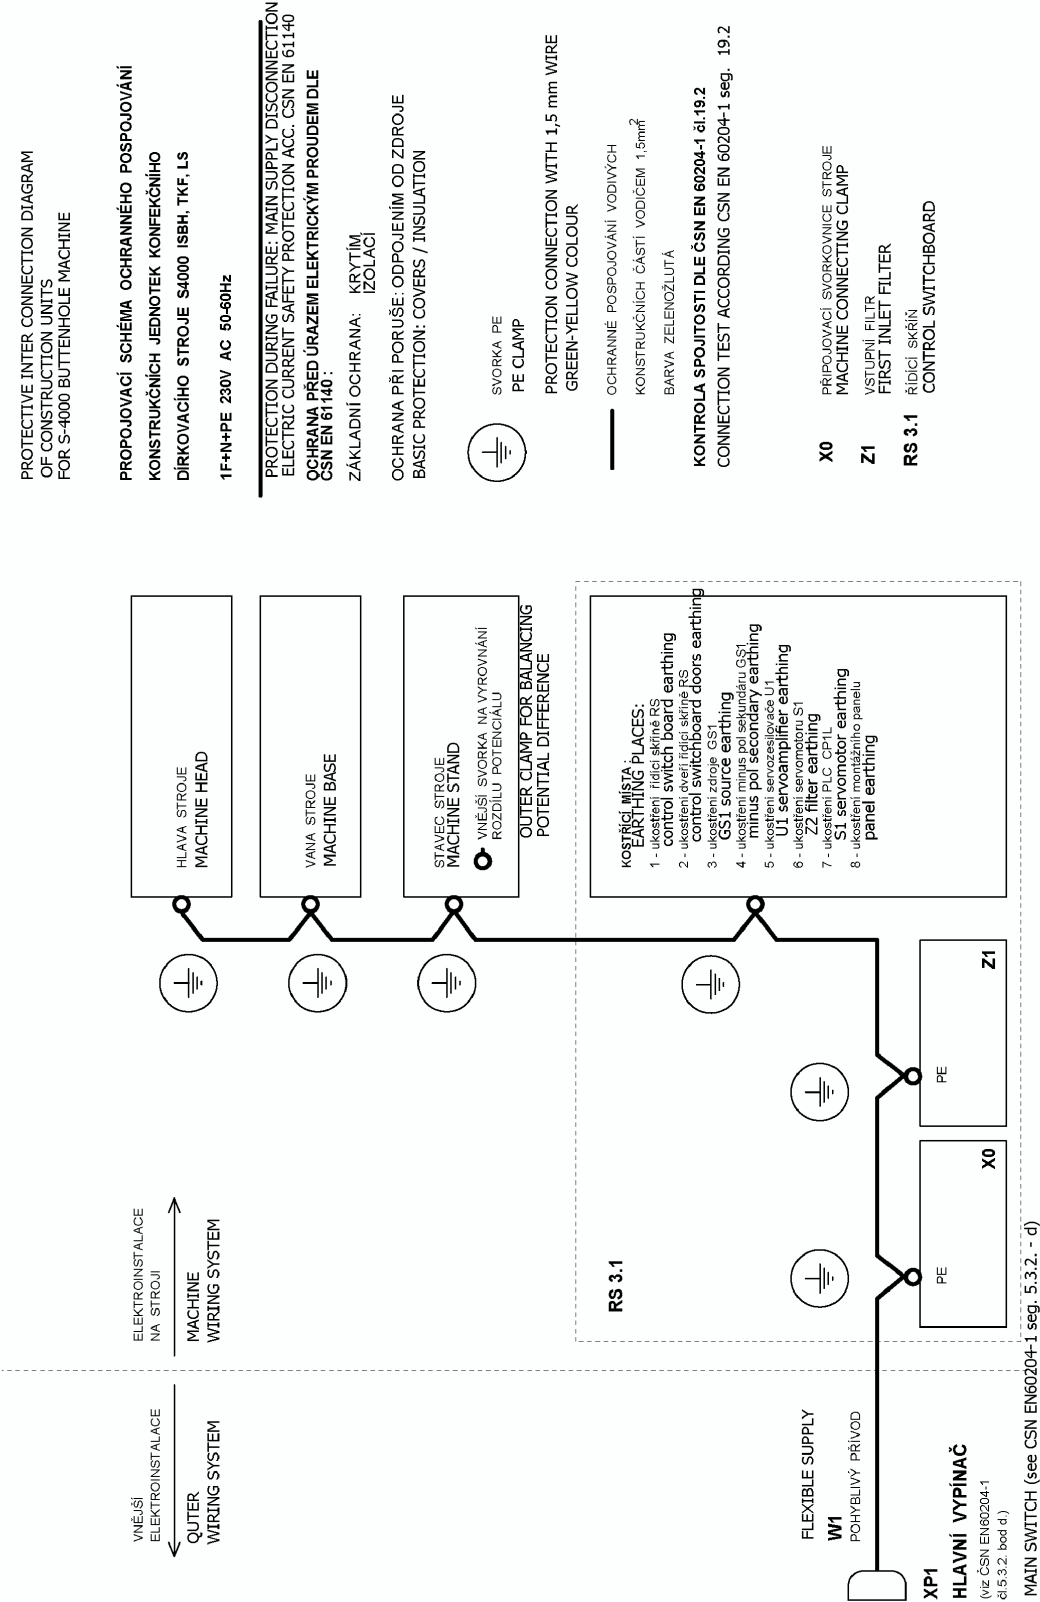 PROTECTIVE INTER CONNECTION DIAGRAM
OF CONSTRUCTION UNITS
FOR S-4000 BUTTENHOLE MACHINE
PROPOJOVACÍ SCHÉMA OCHRANNÉHO POSPOJOVÁNÍ
KONSTRUKČNÍCH JEDNOTEK KONFEKČNÍHO
DÍRKOVACÍHO STROJE S4000 ISBH, TKF, LS
1F+N+PE 230V AC 50-60Hz
PROTECTION DURING FAILURE: MAIN SUPPLY DISCONNECTION
ELECTRIC CURRENT SAFETY PROTECTION ACC. CSN EN 61140
OCHRANA PŘED ÚRAZEM ELEKTRICKÝM PROUDEM DLE
ČSN EN 61140 :
ZÁKLADNÍ OCHRANA: KRYTÍM
IZOLACÍ
OCHRANA PŘI PORUŠE: ODPOJENÍM OD ZDROJE
BASIC PROTECTION: COVERS / INSULATION
SVORKA PE
PE CLAMP
PROTECTION CONNECTION WITH 1,5 mm WIRE
GREEN-YELLOW COLOUR
OCHRANNÉ POSPOJOVÁNÍ VODIVÝCH
KONSTRUKČNÍCH ČÁSTÍ VODIČEM 1,5mm2
BARVA ZELENOŽLUTÁ
KONTROLA SPOJITOSTI DLE ČSN EN 60204-1 čl.19.2
CONNECTION TEST ACCORDING CSN EN 60204-1 seg. 19.2
X0 PŘIPOJOVACÍ SVORKOVNICE STROJE
MACHINE CONNECTING CLAMP
Z1 VSTUPNÍ FILTR
FIRST INLET FILTER
RS 3.1 ŘÍDÍCÍ SKŘÍŇ
CONTROL SWITCHBOARD
HLAVA STROJE
MACHINE HEAD
VANA STROJE
MACHINE BASE
STAVEC STROJE
MACHINE STAND
VNĚJŠÍ SVORKA NA VYROVNÁNÍ
ROZDÍLU POTENCIÁLU
OUTER CLAMP FOR BALANCING
POTENTIAL DIFFERENCE
KOSTŘÍCÍ MÍSTA :
EARTHING PLACES:
1 - ukostření řídící skříně RS
control switch board earthing
2 - ukostření dveří řídící skříně RS
control switchboard doors earthing
3 - ukostření zdroje GS1
GS1 source earthing
4 - ukostření minus pol sekundáru GS1
minus pol secondary earthing
5 - ukostření servozesilovače U1
U1 servoamplifier earthing
6 - ukostření servomotoru S1
Z2 filter earthing
7 - ukostření PLC CP1L
S1 servomotor earthing
8 - ukostření montážního panelu
panel earthing
Z1
PE
X0
PE
RS 3.1
ELEKTROINSTALACE
NA STROJI
MACHINE
WIRING SYSTEM
VNĚJŠÍ
ELEKTROINSTALACE
QUTER
WIRING SYSTEM
FLEXIBLE SUPPLY
W1
POHYBLIVÝ PŘÍVOD
XP1
HLAVNÍ VYPÍNAČ
(viz ČSN EN60204-1
čl.5.3.2. bod d.)
MAIN SWITCH (see CSN EN60204-1 seg. 5.3.2. - d)